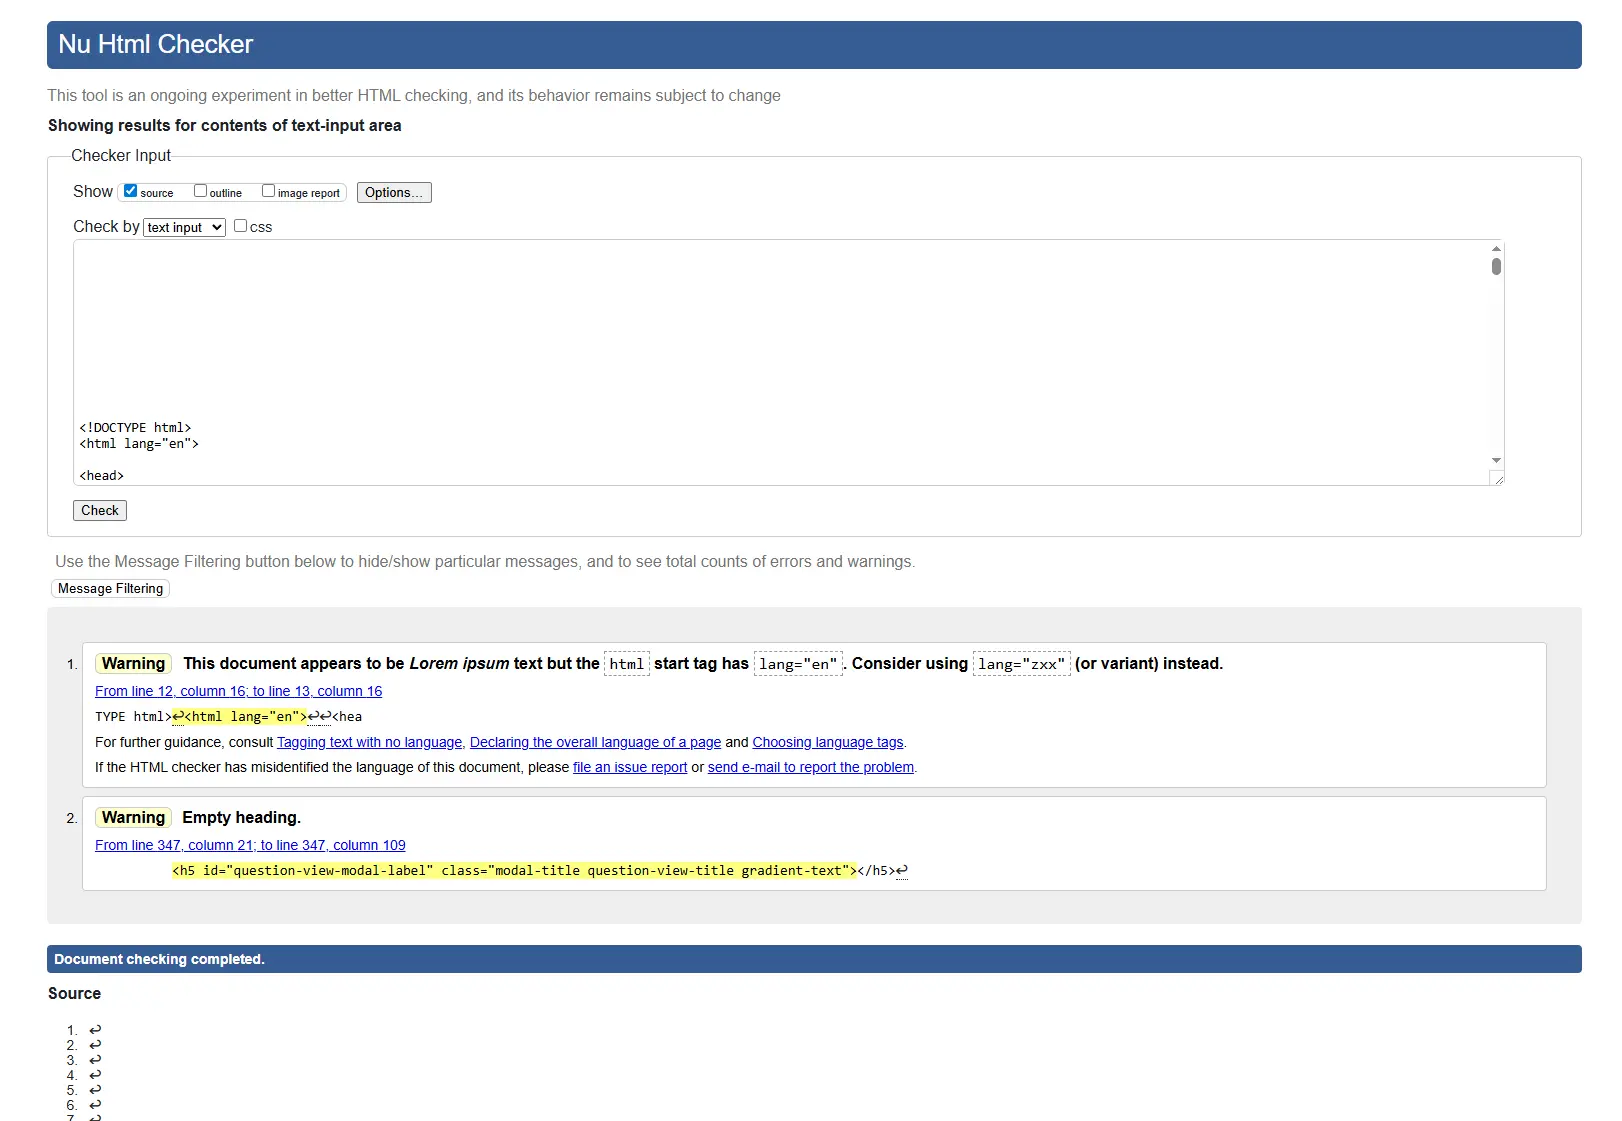 Nu Html Checker
This tool is an ongoing experiment in better HTML checking, and its behavior remains subject to change
Showing results for contents of text-input area
Checker Input
Show source outline image report Options...
Check by text input css
<!DOCTYPE html>
<html lang="en">
<head>
Check
Use the Message Filtering button below to hide/show particular messages, and to see total counts of errors and warnings.
Message Filtering
1. Warning This document appears to be Lorem ipsum text but the html start tag has lang="en". Consider using lang="zxx" (or variant) instead.
From line 12, column 16; to line 13, column 16
TYPE html>↩<html lang="en">↩↩<hea
For further guidance, consult Tagging text with no language, Declaring the overall language of a page and Choosing language tags.
If the HTML checker has misidentified the language of this document, please file an issue report or send e-mail to report the problem.
2. Warning Empty heading.
From line 347, column 21; to line 347, column 109
<h5 id="question-view-modal-label" class="modal-title question-view-title gradient-text"></h5>↩
Document checking completed.
Source
1. ↩
2. ↩
3. ↩
4. ↩
5. ↩
6. ↩
7. ↩